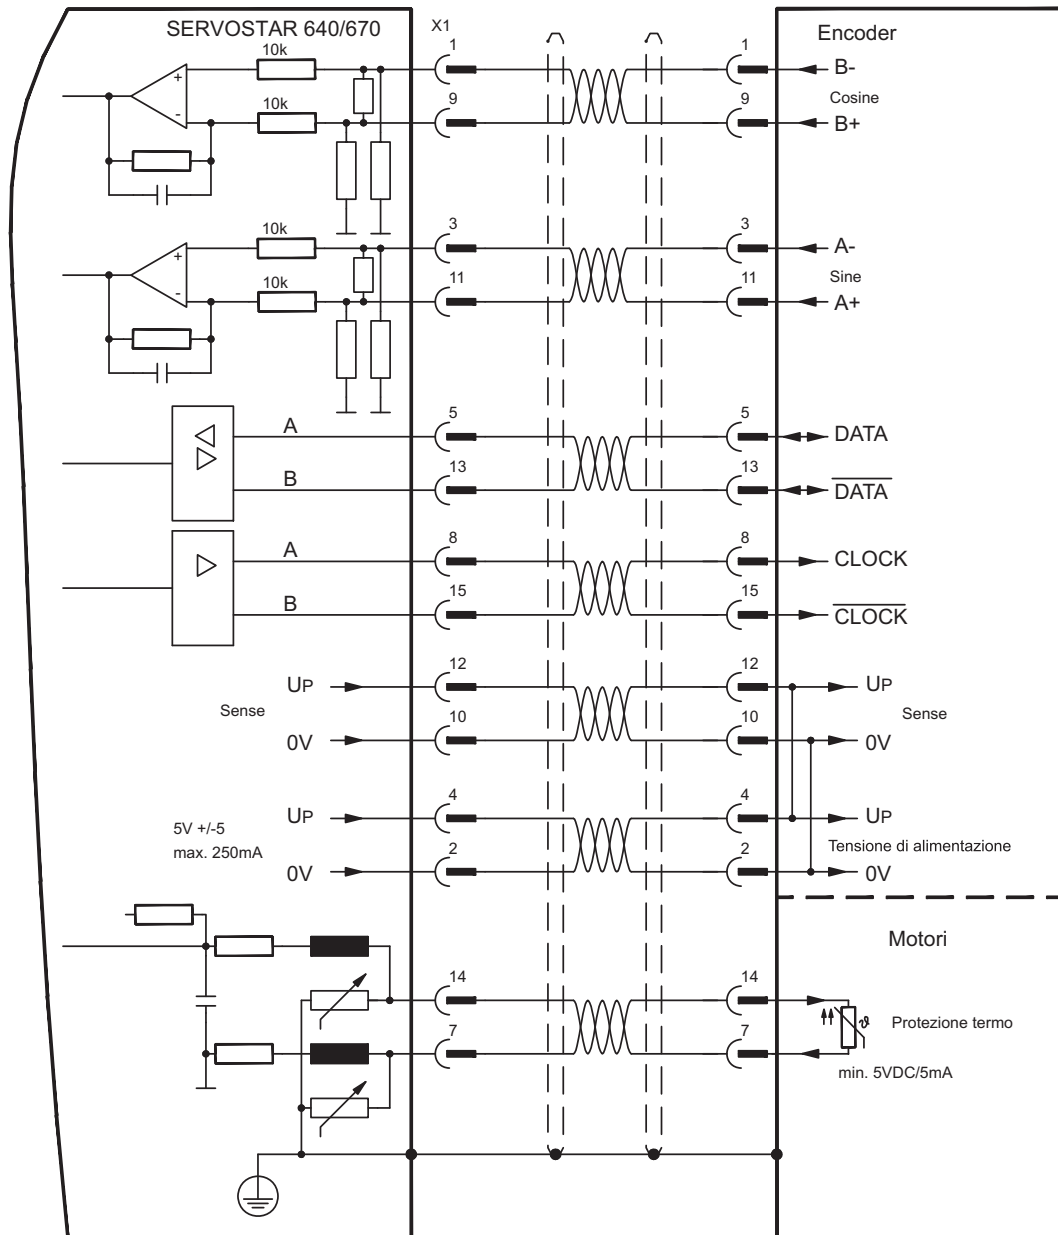 SERVOSTAR 640/670 X1 Encoder
10k 1 1 B-
+ Cosine
10k 9 9 B+
-
10k 3 3 A-
+ Sine
10k 11 11 A+
-
A 5 5 DATA
B 13 13 DATA
A 8 8 CLOCK
B 15 15 CLOCK
UP 12 12 UP
Sense Sense
0V 10 10 0V
UP 4 4 UP
5V +/-5
max. 250mA Tensione di alimentazione
0V 2 2 0V
Motori
14 14
ϑ Protezione termo
7 7
min. 5VDC/5mA